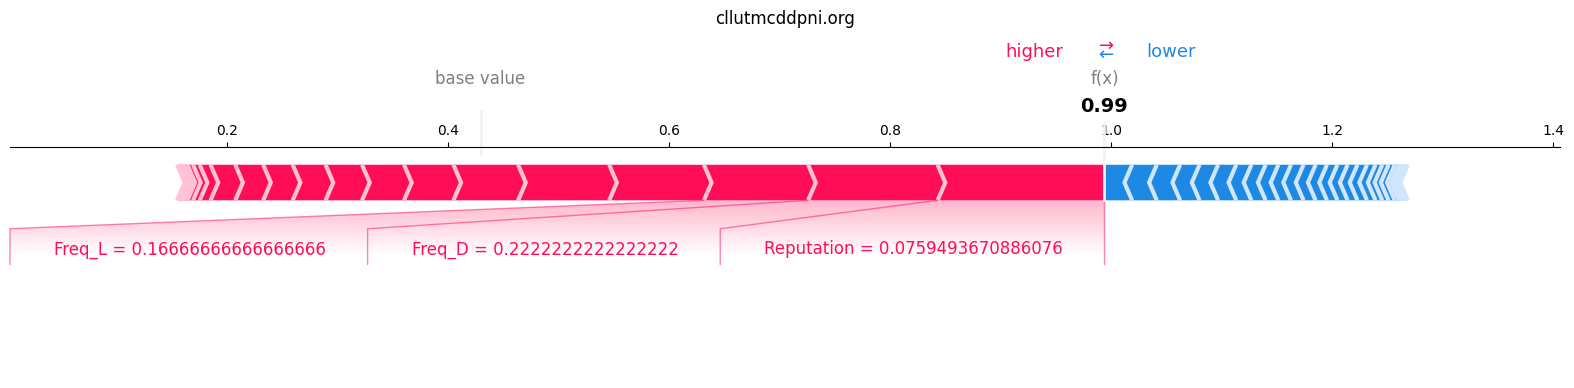 cllutmcddpni.org
higher ⇄ lower
base value f(x)
0.99
0.2 0.4 0.6 0.8 1.0 1.2 1.4
Freq_L = 0.16666666666666666 Freq_D = 0.2222222222222222 Reputation = 0.0759493670886076